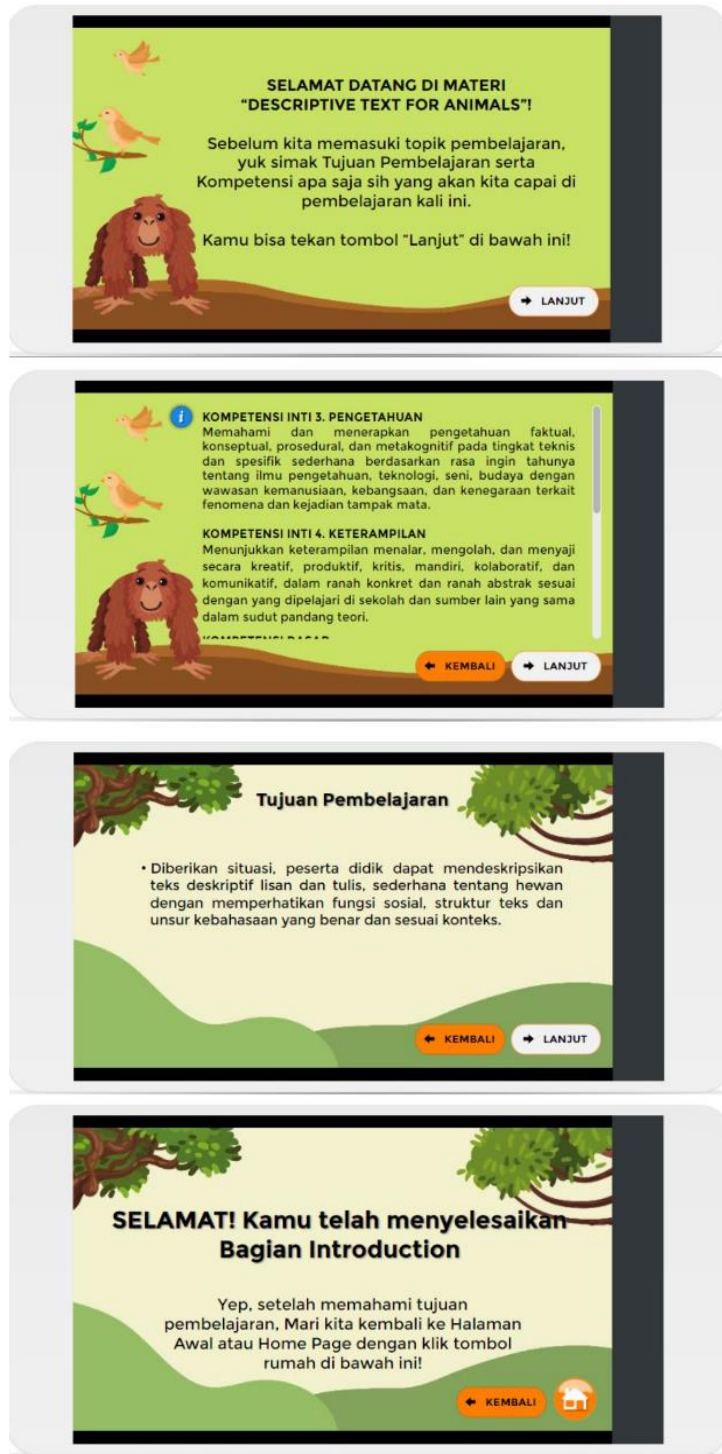 SELAMAT DATANG DI MATERI
“DESCRIPTIVE TEXT FOR ANIMALS”!
Sebelum kita memasuki topik pembelajaran,
yuk simak Tujuan Pembelajaran serta
Kompetensi apa saja sih yang akan kita capai di
pembelajaran kali ini.
Kamu bisa tekan tombol “Lanjut” di bawah ini!
LANJUT
i
KOMPETENSI INTI 3. PENGETAHUAN
Memahami dan menerapkan pengetahuan faktual,
konseptual, prosedural, dan metakognitif pada tingkat teknis
dan spesifik sederhana berdasarkan rasa ingin tahunya
tentang ilmu pengetahuan, teknologi, seni, budaya dengan
wawasan kemanusiaan, kebangsaan, dan kenegaraan terkait
fenomena dan kejadian tampak mata.
KOMPETENSI INTI 4. KETERAMPILAN
Menunjukkan keterampilan menalar, mengolah, dan menyaji
secara kreatif, produktif, kritis, mandiri, kolaboratif, dan
komunikatif, dalam ranah konkret dan ranah abstrak sesuai
dengan yang dipelajari di sekolah dan sumber lain yang sama
dalam sudut pandang teori.
KEMBALI
LANJUT
Tujuan Pembelajaran
• Diberikan situasi, peserta didik dapat mendeskripsikan
teks deskriptif lisan dan tulis, sederhana tentang hewan
dengan memperhatikan fungsi sosial, struktur teks dan
unsur kebahasaan yang benar dan sesuai konteks.
KEMBALI
LANJUT
SELAMAT! Kamu telah menyelesaikan
Bagian Introduction
Yep, setelah memahami tujuan
pembelajaran, Mari kita kembali ke Halaman
Awal atau Home Page dengan klik tombol
rumah di bawah ini!
KEMBALI